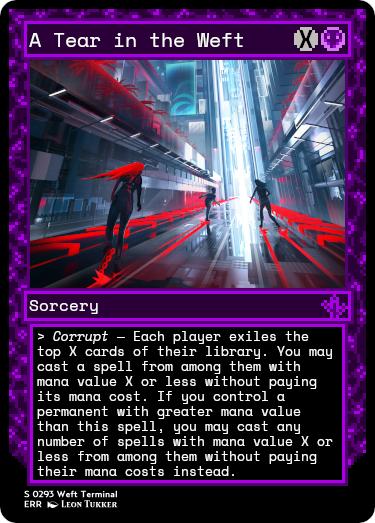 A Tear in the Weft X
Sorcery
> Corrupt — Each player exiles the
top X cards of their library. You may
cast a spell from among them with
mana value X or less without paying
its mana cost. If you control a
permanent with greater mana value
than this spell, you may cast any
number of spells with mana value X or
less from among them without paying
their mana costs instead.
S 0293 Weft Terminal
ERR Leon Tukker